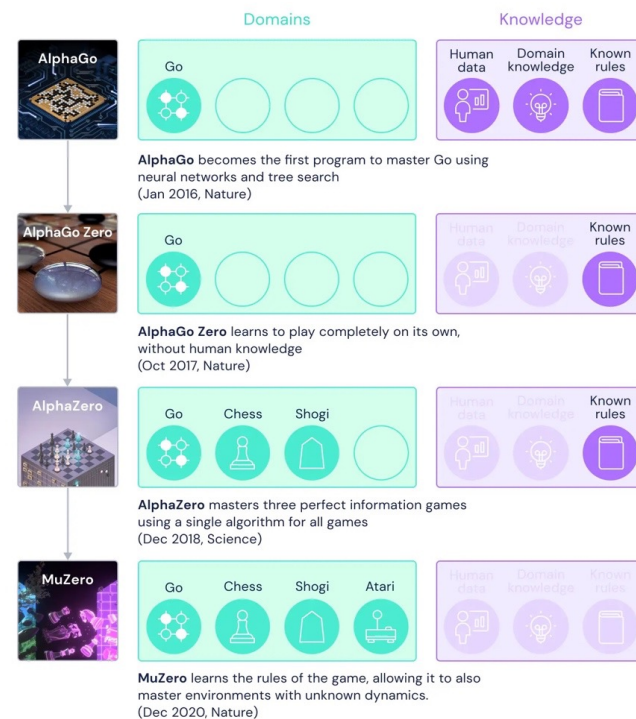 Domains
Knowledge
AlphaGo
Go
Human data
Domain knowledge
Known rules
AlphaGo becomes the first program to master Go using
neural networks and tree search
(Jan 2016, Nature)
AlphaGo Zero
Go
Human data
Domain knowledge
Known rules
AlphaGo Zero learns to play completely on its own,
without human knowledge
(Oct 2017, Nature)
AlphaZero
Go
Chess
Shogi
Human data
Domain knowledge
Known rules
AlphaZero masters three perfect information games
using a single algorithm for all games
(Dec 2018, Science)
MuZero
Go
Chess
Shogi
Atari
Human data
Domain knowledge
Known rules
MuZero learns the rules of the game, allowing it to also
master environments with unknown dynamics.
(Dec 2020, Nature)